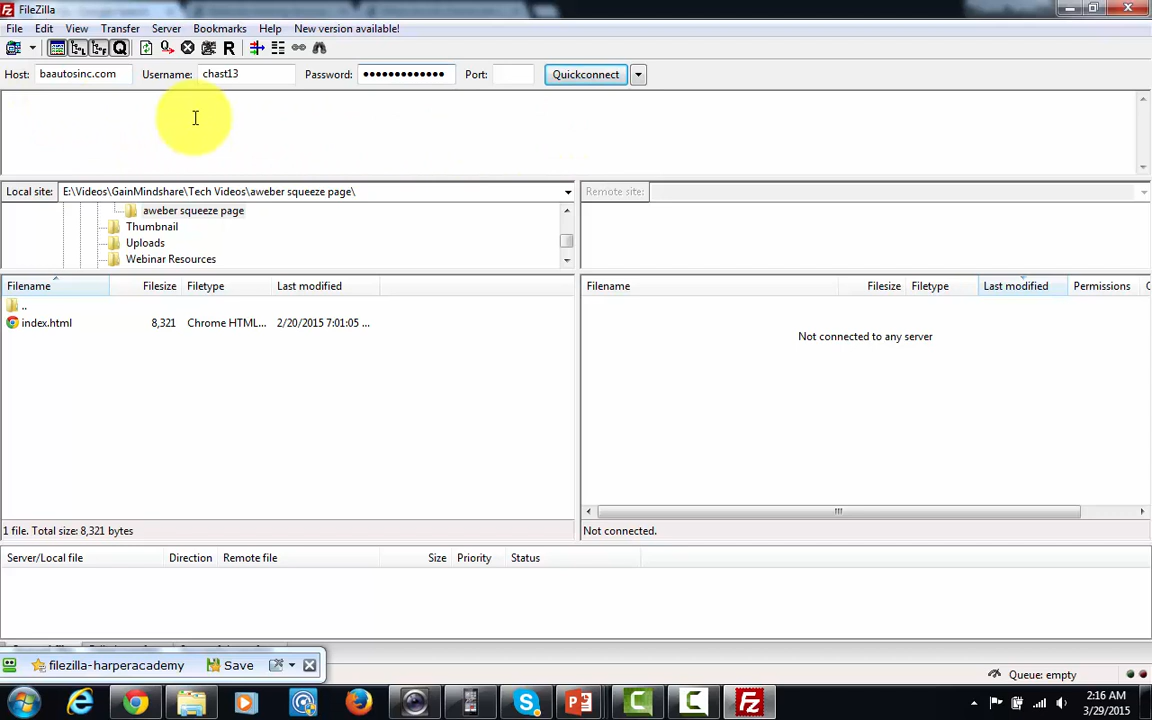 FileZilla
File Edit View Transfer Server Bookmarks Help New version available!
Host: baautosinc.com Username: chast13 Password: ●●●●●●●●●●●●● Port: Quickconnect
Local site: E:\Videos\GainMindshare\Tech Videos\aweber squeeze page\ Remote site:
aweber squeeze page
Thumbnail
Uploads
Webinar Resources
Filename Filesize Filetype Last modified Filename Filesize Filetype Last modified Permissions
..
index.html 8,321 Chrome HTML... 2/20/2015 7:01:05 ...
Not connected to any server
1 file. Total size: 8,321 bytes Not connected.
Server/Local file Direction Remote file Size Priority Status
filezilla-harperacademy Save
Queue: empty
2:16 AM
3/29/2015